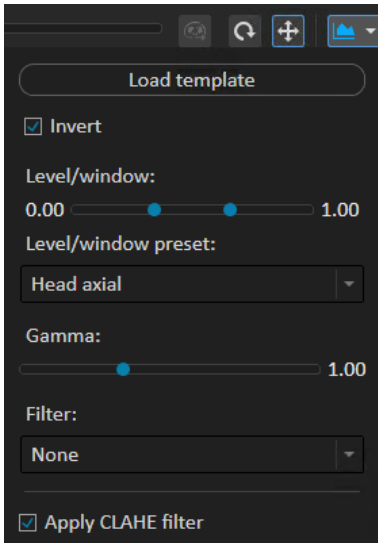 Load template
Invert
Level/window:
0.00 1.00
Level/window preset:
Head axial
Gamma:
1.00
Filter:
None
Apply CLAHE filter